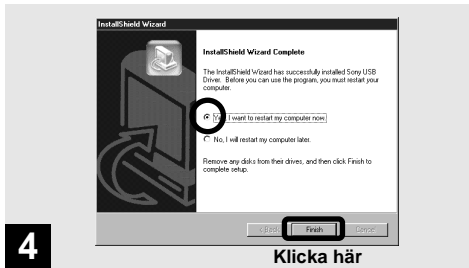 InstallShield Wizard
InstallShield Wizard Complete
The InstallShield Wizard has successfully installed Sony USB
Driver. Before you can use the program, you must restart your
computer.
Yes, I want to restart my computer now.
No, I will restart my computer later.
Remove any disks from their drives, and then click Finish to
complete setup.
< Back
Finish
Cancel
4
Klicka här